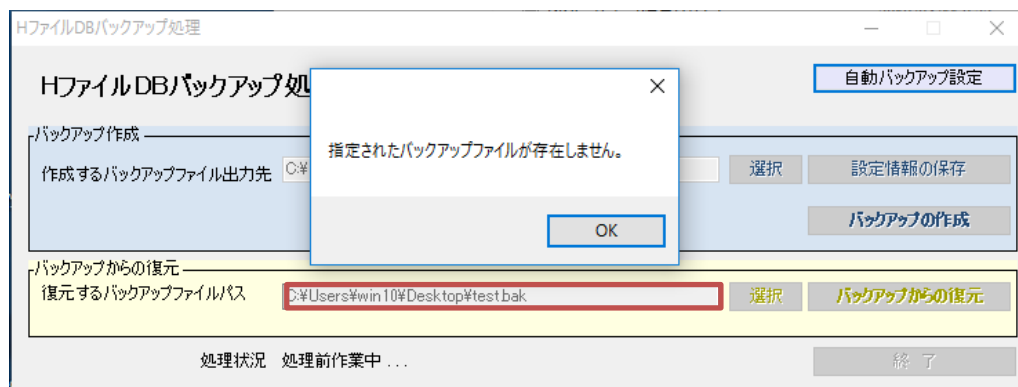 HファイルDBバックアップ処理
HファイルDBバックアップ処
自動バックアップ設定
バックアップ作成
指定されたバックアップファイルが存在しません。
作成するバックアップファイル出力先 C:¥ 選択 設定情報の保存
OK
バックアップの作成
バックアップからの復元
復元するバックアップファイルパス C:¥Users¥win10¥Desktop¥test.bak 選択 バックアップからの復元
処理状況 処理前作業中 ...
終 了